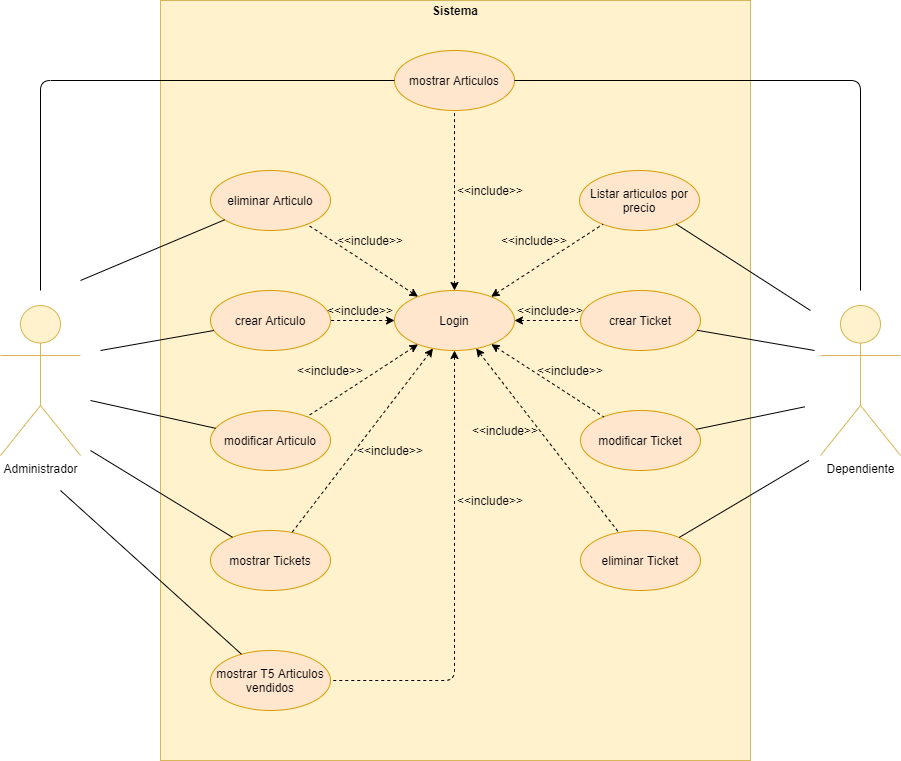 Sistema
mostrar Articulos
<<include>>
eliminar Articulo
Listar articulos por
precio
<<include>>
<<include>>
crear Articulo
<<include>>
Login
<<include>>
crear Ticket
<<include>>
<<include>>
modificar Articulo
<<include>>
modificar Ticket
<<include>>
Administrador
Dependiente
<<include>>
mostrar Tickets
eliminar Ticket
mostrar T5 Articulos
vendidos